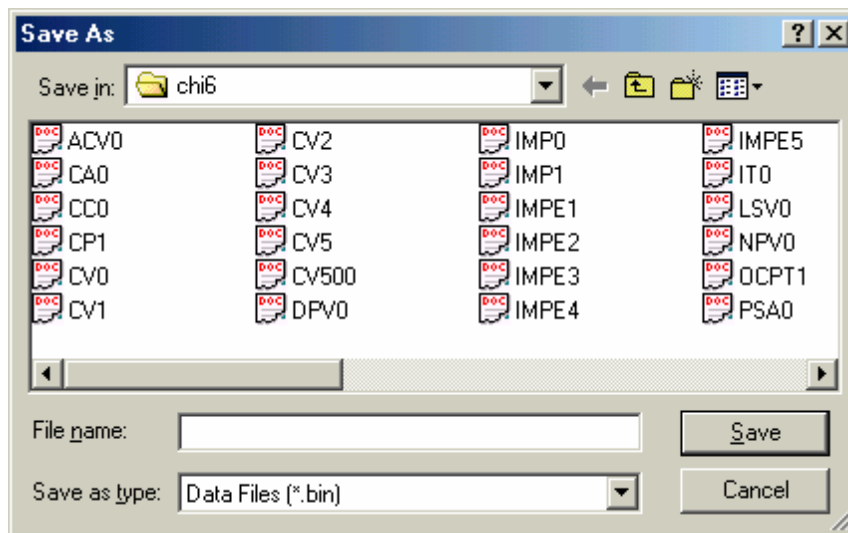 Save As
Save in: chi6
ACV0 CV2 IMP0 IMPE5
CA0 CV3 IMP1 IT0
CC0 CV4 IMPE1 LSV0
CP1 CV5 IMPE2 NPV0
CV0 CV500 IMPE3 OCPT1
CV1 DPV0 IMPE4 PSA0
File name: Save
Save as type: Data Files (*.bin) Cancel